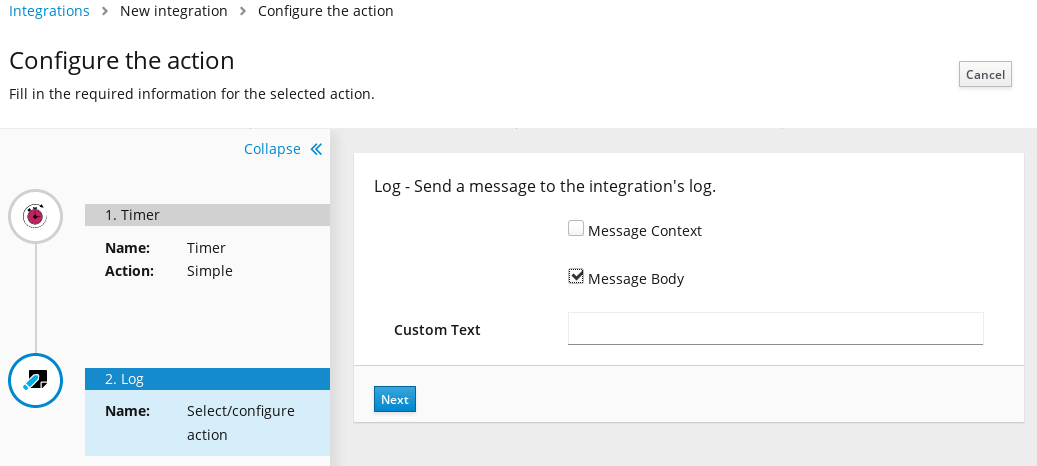 Integrations > New integration > Configure the action
Configure the action
Cancel
Fill in the required information for the selected action.
Collapse
1. Timer
Name: Timer
Action: Simple
2. Log
Name: Select/configure
action
Log - Send a message to the integration's log.
Message Context
Message Body
Custom Text
Next